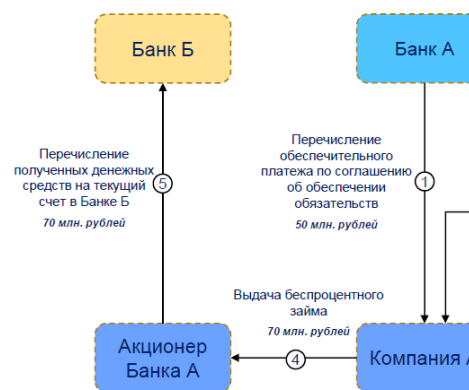 Банк Б
Банк А
Перечисление
полученных денежных
средств на текущий
счет в Банке Б
70 млн. рублей
5
Перечисление
обеспечительного
платежа по соглашению
об обеспечении
обязательств
50 млн. рублей
1
Выдача беспроцентного
займа
70 млн. рублей
4
Акционер
Банка А
Компания А